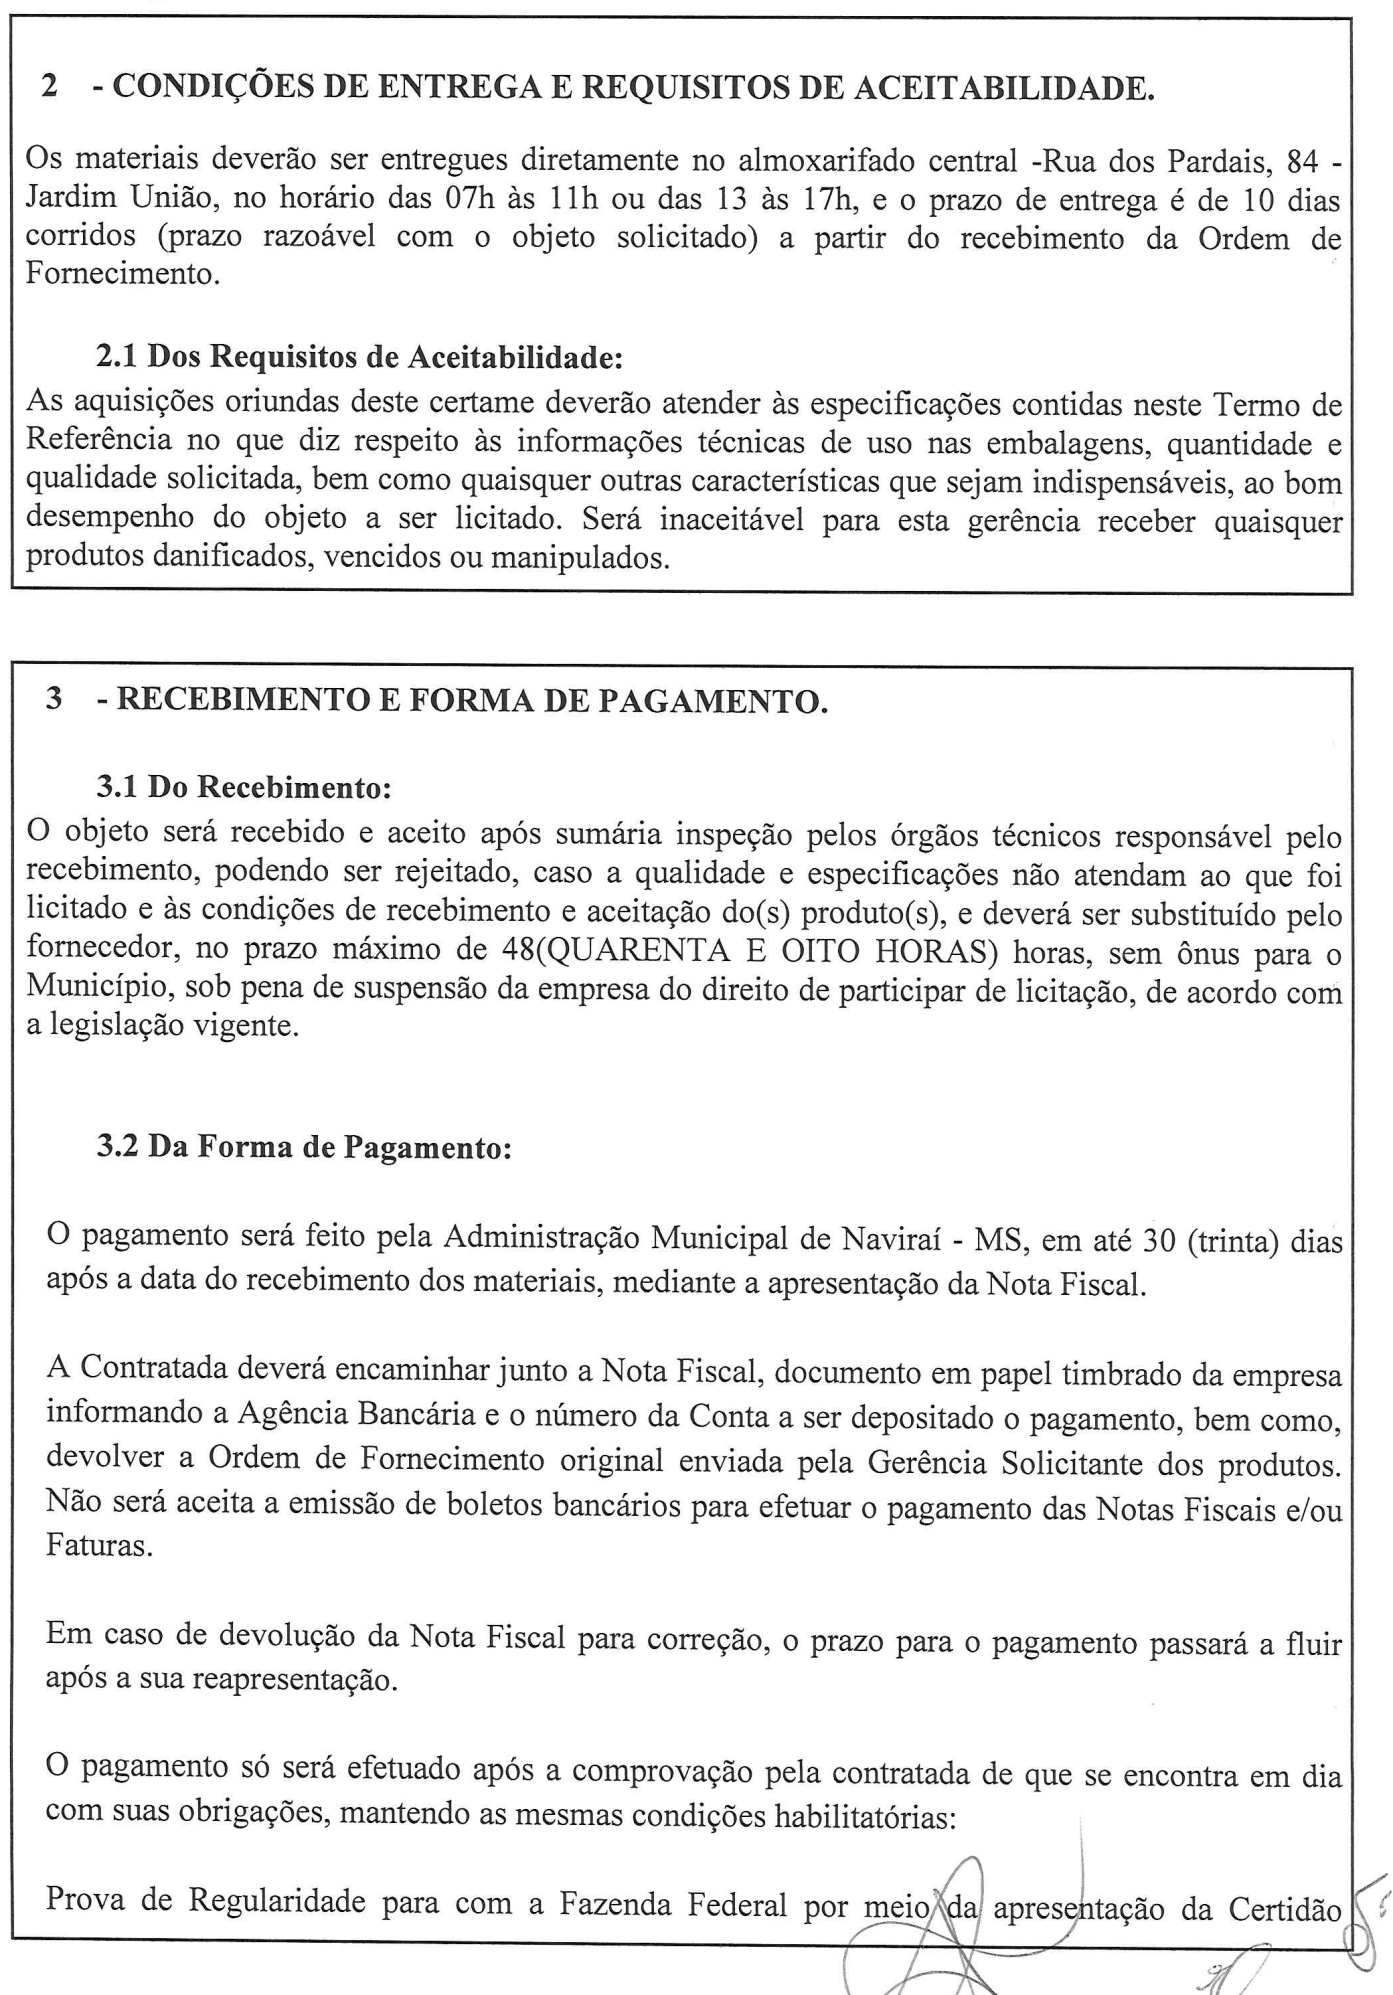 2 - CONDIÇÕES DE ENTREGA E REQUISITOS DE ACEITABILIDADE.
Os materiais deverão ser entregues diretamente no almoxarifado central -Rua dos Pardais, 84 -
Jardim União, no horário das 07h às 11h ou das 13 às 17h, e o prazo de entrega é de 10 dias
corridos (prazo razoável com o objeto solicitado) a partir do recebimento da Ordem de
Fornecimento.
2.1 Dos Requisitos de Aceitabilidade:
As aquisições oriundas deste certame deverão atender às especificações contidas neste Termo de
Referência no que diz respeito às informações técnicas de uso nas embalagens, quantidade e
qualidade solicitada, bem como quaisquer outras características que sejam indispensáveis, ao bom
desempenho do objeto a ser licitado. Será inaceitável para esta gerência receber quaisquer
produtos danificados, vencidos ou manipulados.
3 - RECEBIMENTO E FORMA DE PAGAMENTO.
3.1 Do Recebimento:
O objeto será recebido e aceito após sumária inspeção pelos órgãos técnicos responsável pelo
recebimento, podendo ser rejeitado, caso a qualidade e especificações não atendam ao que foi
licitado e às condições de recebimento e aceitação do(s) produto(s), e deverá ser substituído pelo
fornecedor, no prazo máximo de 48(QUARENTA E OITO HORAS) horas, sem ônus para o
Município, sob pena de suspensão da empresa do direito de participar de licitação, de acordo com
a legislação vigente.
3.2 Da Forma de Pagamento:
O pagamento será feito pela Administração Municipal de Naviraí - MS, em até 30 (trinta) dias
após a data do recebimento dos materiais, mediante a apresentação da Nota Fiscal.
A Contratada deverá encaminhar junto a Nota Fiscal, documento em papel timbrado da empresa
informando a Agência Bancária e o número da Conta a ser depositado o pagamento, bem como,
devolver a Ordem de Fornecimento original enviada pela Gerência Solicitante dos produtos.
Não será aceita a emissão de boletos bancários para efetuar o pagamento das Notas Fiscais e/ou
Faturas.
Em caso de devolução da Nota Fiscal para correção, o prazo para o pagamento passará a fluir
após a sua reapresentação.
O pagamento só será efetuado após a comprovação pela contratada de que se encontra em dia
com suas obrigações, mantendo as mesmas condições habilitatórias:
Prova de Regularidade para com a Fazenda Federal por meio da apresentação da Certidão